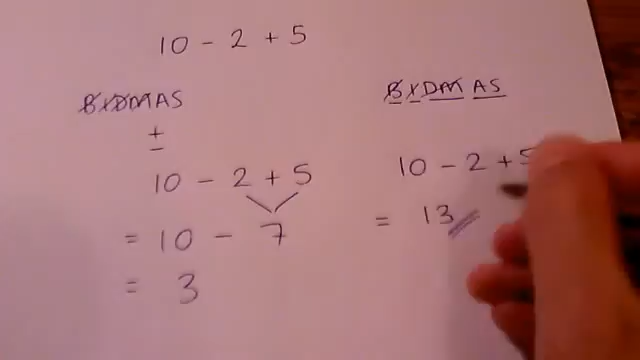 10 - 2 + 5
BXDMAS
+
-
10 - 2 + 5
= 10 - 7
= 3
BXDMAS
10 - 2 + 5
= 13